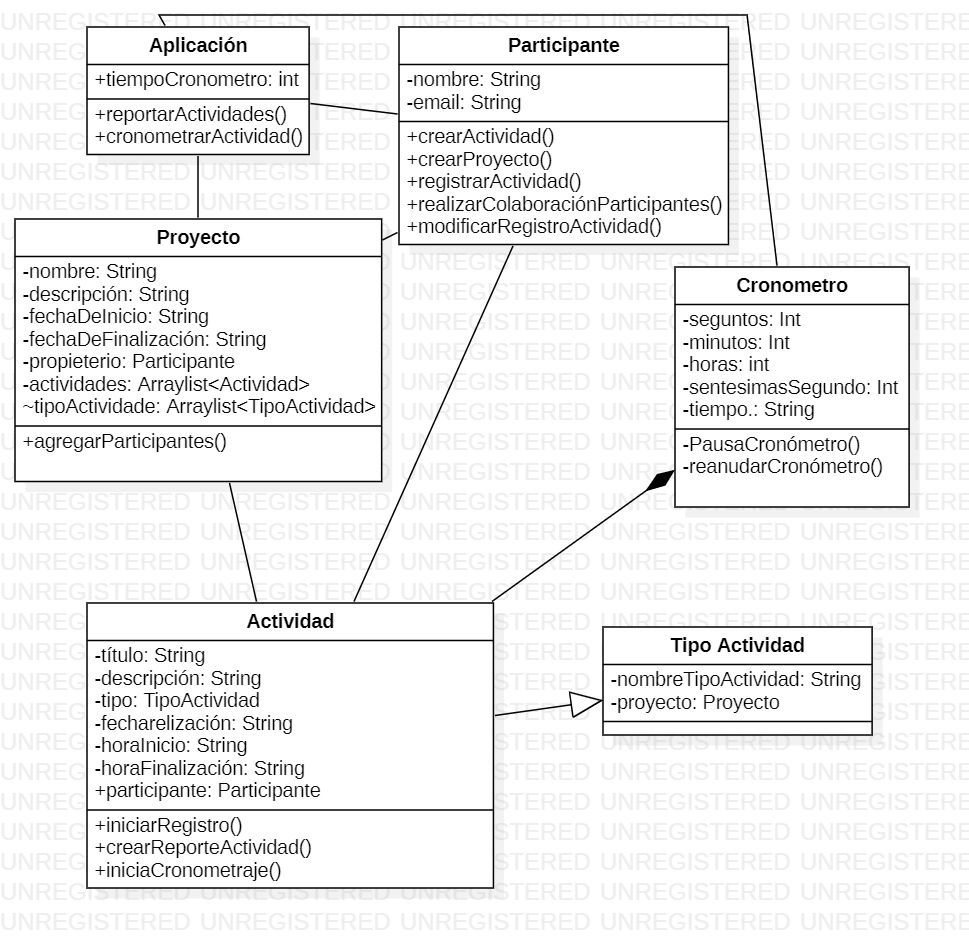 Aplicación
+tiempoCronometro: int
+reportarActividades()
+cronometrarActividad()
Participante
-nombre: String
-email: String
+crearActividad()
+crearProyecto()
+registrarActividad()
+realizarColaboraciónParticipantes()
+modificarRegistroActividad()
Proyecto
-nombre: String
-descripción: String
-fechaDeInicio: String
-fechaDeFinalización: String
-propieterio: Participante
-actividades: Arraylist<Actividad>
~tipoActividade: Arraylist<TipoActividad>
+agregarParticipantes()
Cronometro
-seguntos: Int
-minutos: Int
-horas: int
-sentesimasSegundo: Int
-tiempo.: String
-PausaCronómetro()
-reanudarCronómetro()
Actividad
-título: String
-descripción: String
-tipo: TipoActividad
-fecharelización: String
-horaInicio: String
-horaFinalización: String
+participante: Participante
+iniciarRegistro()
+crearReporteActividad()
+iniciaCronometraje()
Tipo Actividad
-nombreTipoActividad: String
-proyecto: Proyecto
UNREGISTERED